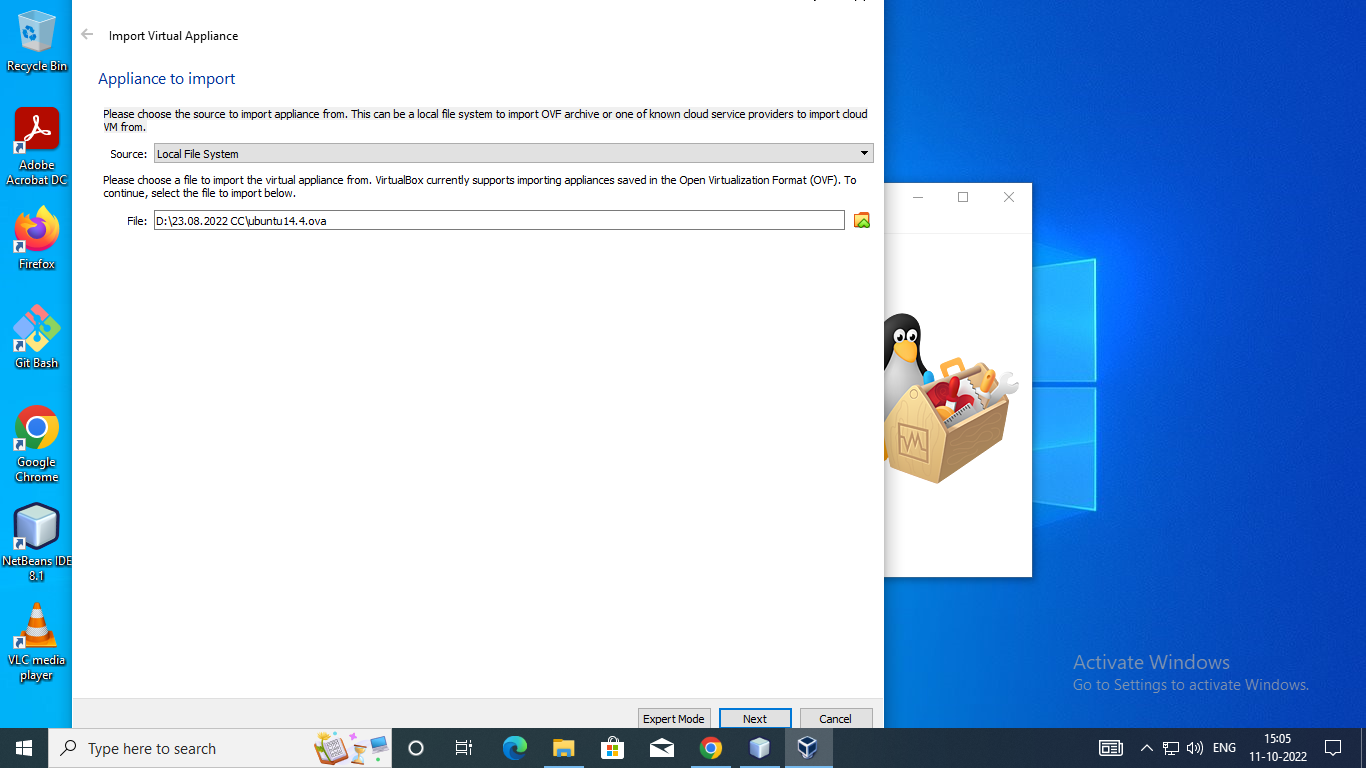 Import Virtual Appliance
Appliance to import
Please choose the source to import appliance from. This can be a local file system to import OVF archive or one of known cloud service providers to import cloud
VM from.
Source: Local File System
Please choose a file to import the virtual appliance from. VirtualBox currently supports importing appliances saved in the Open Virtualization Format (OVF). To
continue, select the file to import below.
File: D:\23.08.2022 CC\ubuntu14.4.ova
Expert Mode Next Cancel
Recycle Bin
Adobe
Acrobat DC
Firefox
Git Bash
Google
Chrome
NetBeans IDE
8.1
VLC media
player
Activate Windows
Go to Settings to activate Windows.
Type here to search
ENG
15:05
11-10-2022